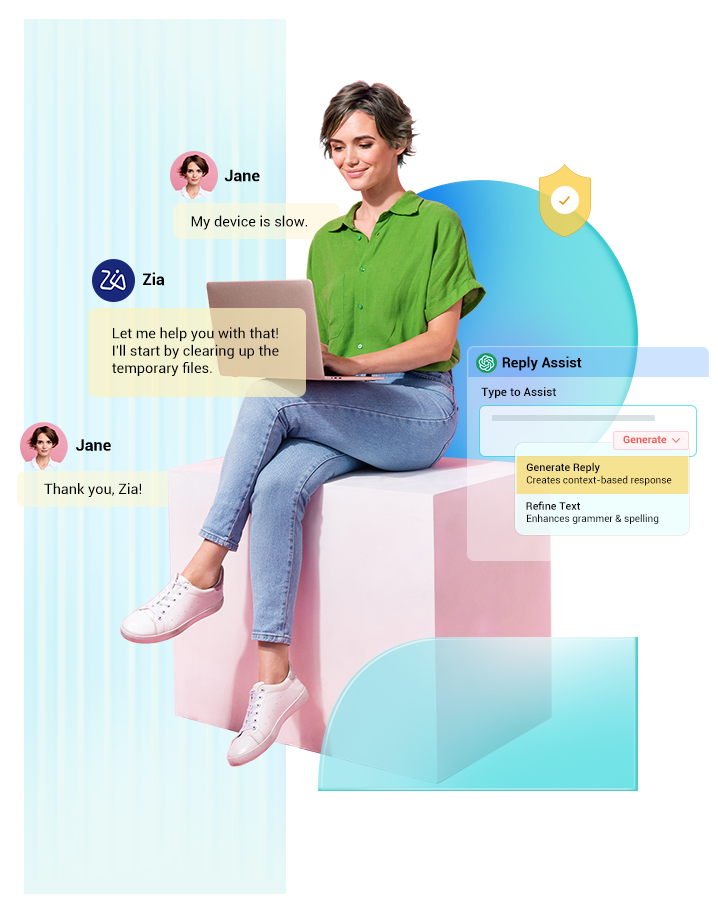 Jane
My device is slow.
Zia
Zia
Let me help you with that!
I'll start by clearing up the
temporary files.
Jane
Thank you, Zia!
Reply Assist
Type to Assist
Generate
Generate Reply
Creates context-based response
Refine Text
Enhances grammer & spelling